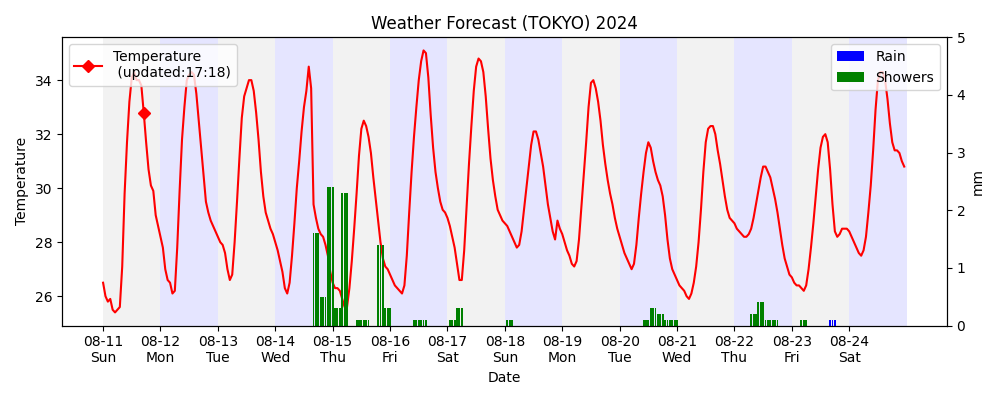 Weather Forecast (TOKYO) 2024
Temperature
(updated:17:18)
Rain
Showers
Temperature
34
32
30
28
26
5
4
3
2
1
0
mm
08-11 08-12 08-13 08-14 08-15 08-16 08-17 08-18 08-19 08-20 08-21 08-22 08-23 08-24
Sun Mon Tue Wed Thu Fri Sat Sun Mon Tue Wed Thu Fri Sat
Date